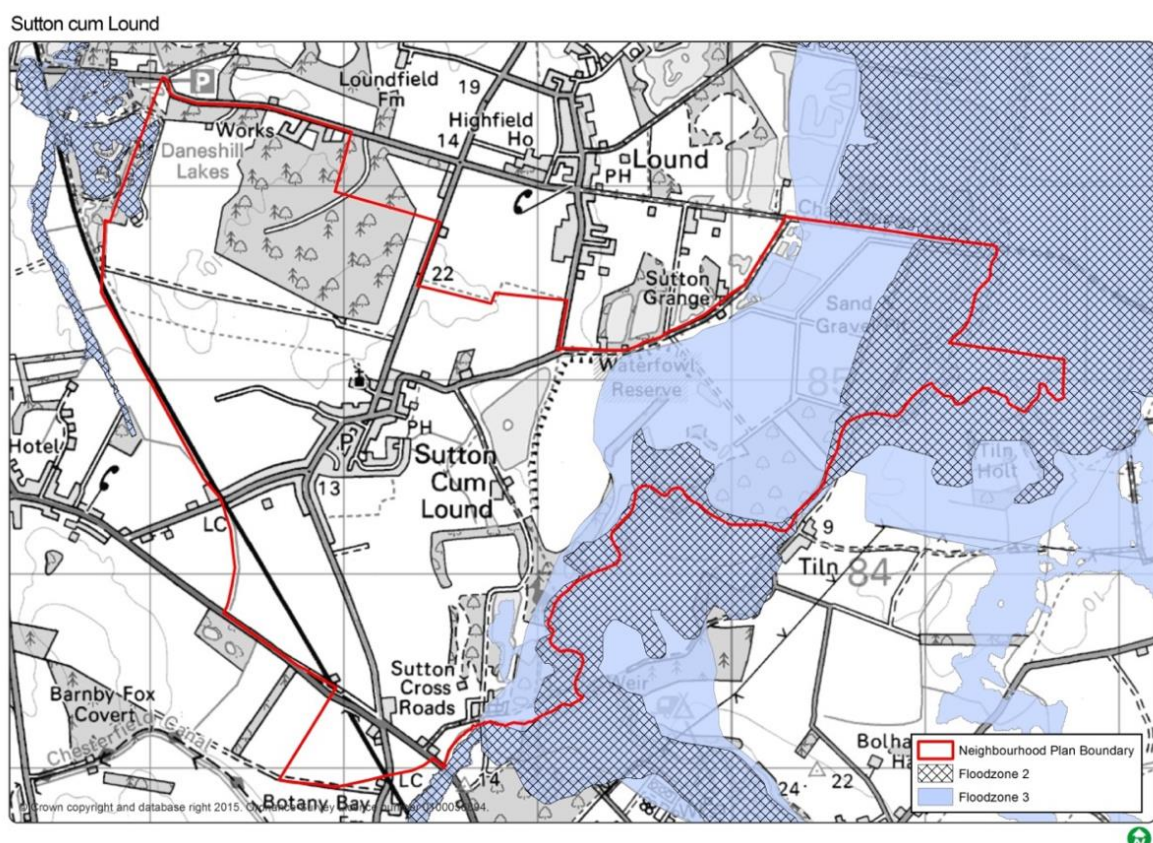 Sutton cum Lound
P
Loundfield
Fm
19
Works
Daneshill
Lakes
Highfield
Ho
14
Lound
PH
22
Sutton
Grange
Sand
Waterfowl
Reserve
85
Hotel
P
PH
Sutton
Cum
Lound
13
LC
Tiln
Holt
9
Tiln
84
10
Sutton
Cross
Roads
Weir
Barnby Fox
Covert
Chesterfield Canal
LC
14
Botany Bay
24
22
Neighbourhood Plan Boundary
Floodzone 2
Floodzone 3
© Crown copyright and database right 2015.